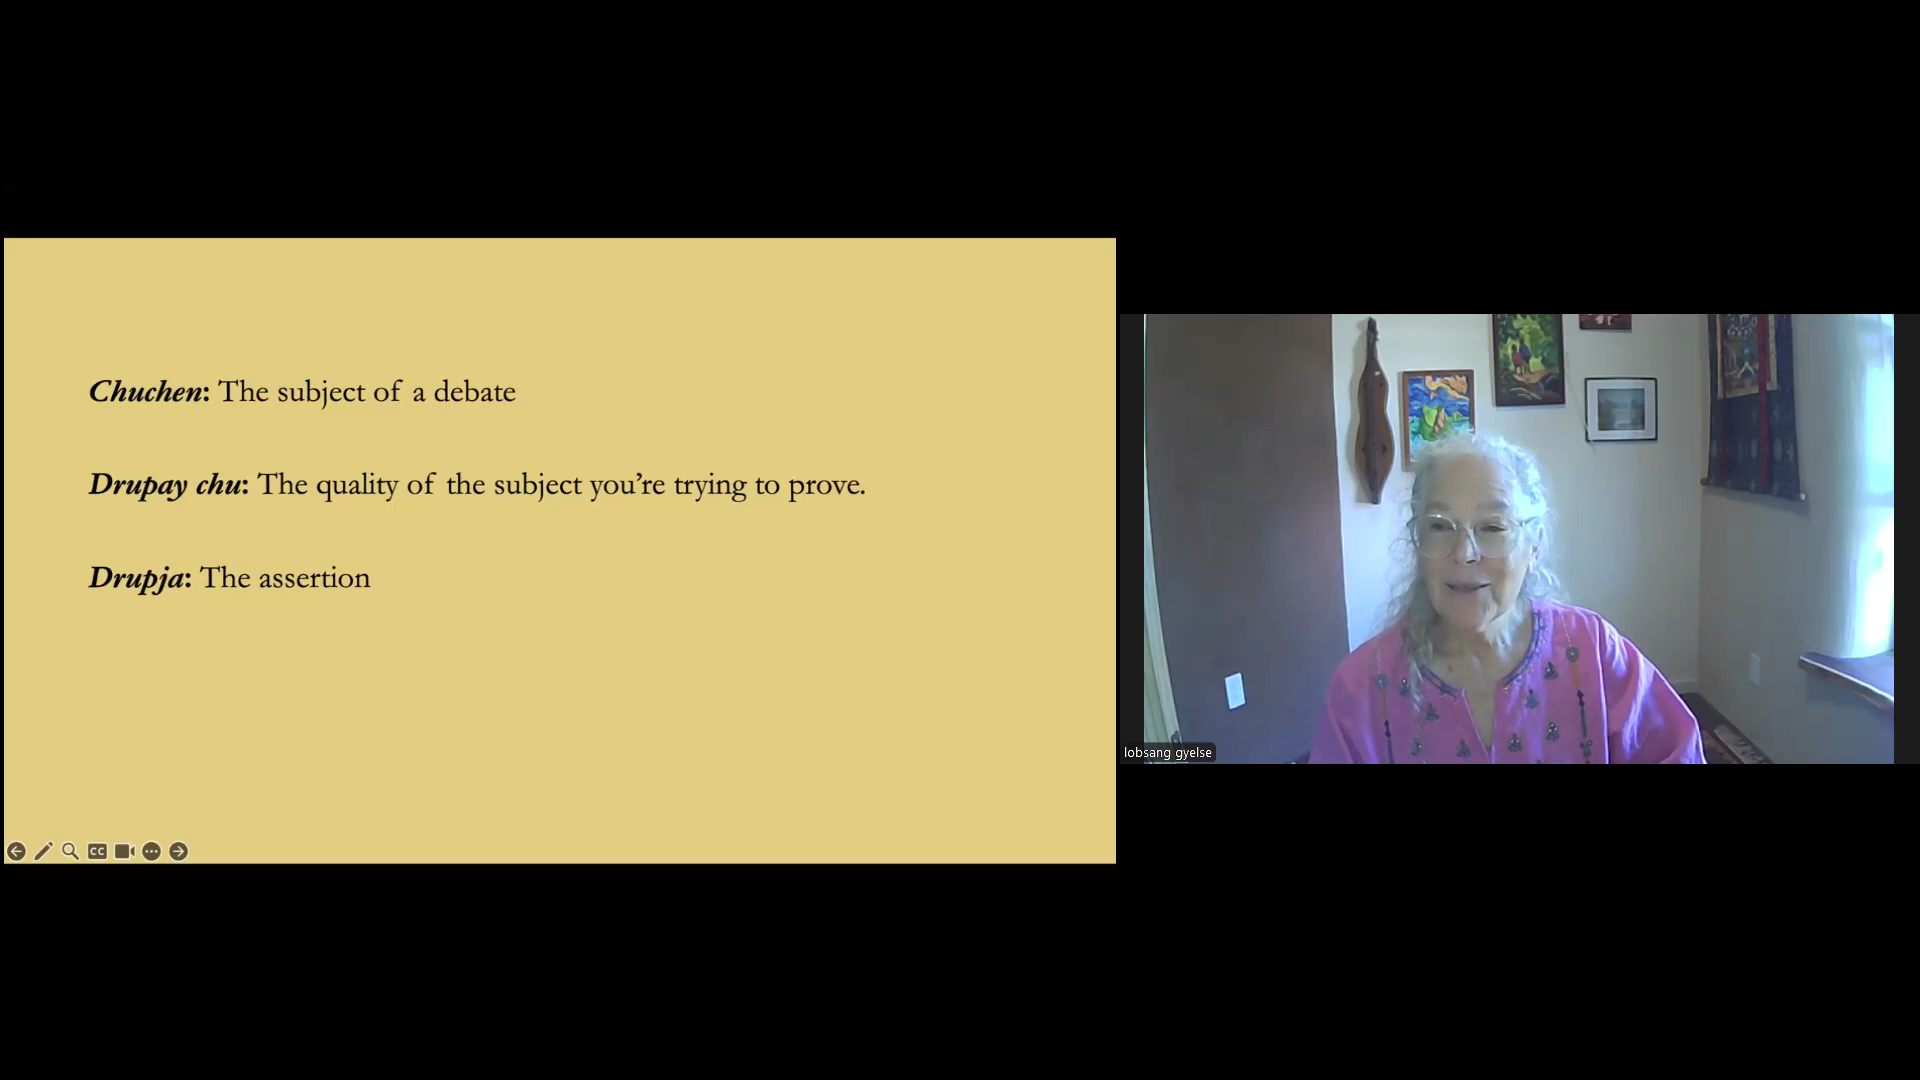 Chuchen: The subject of a debate
Drupay chu: The quality of the subject you’re trying to prove.
Drupja: The assertion
CC
lobsang gyelse